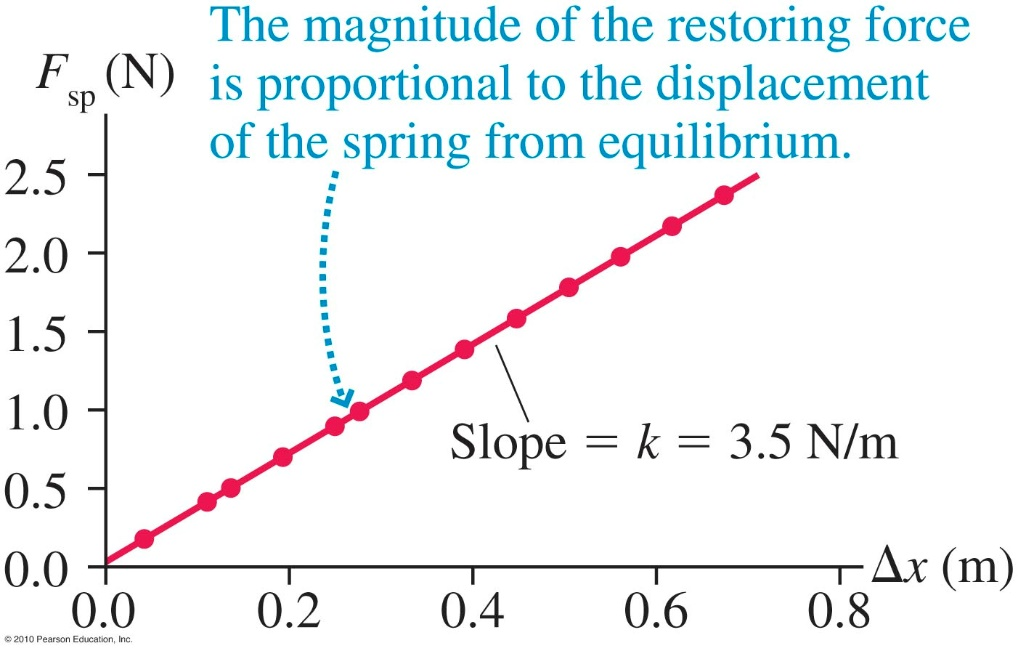 The magnitude of the restoring force
is proportional to the displacement
of the spring from equilibrium.
F_sp (N)
2.5
2.0
1.5
1.0
0.5
0.0
Slope = k = 3.5 N/m
0.0 0.2 0.4 0.6 0.8
Δx (m)
© 2010 Pearson Education, Inc.